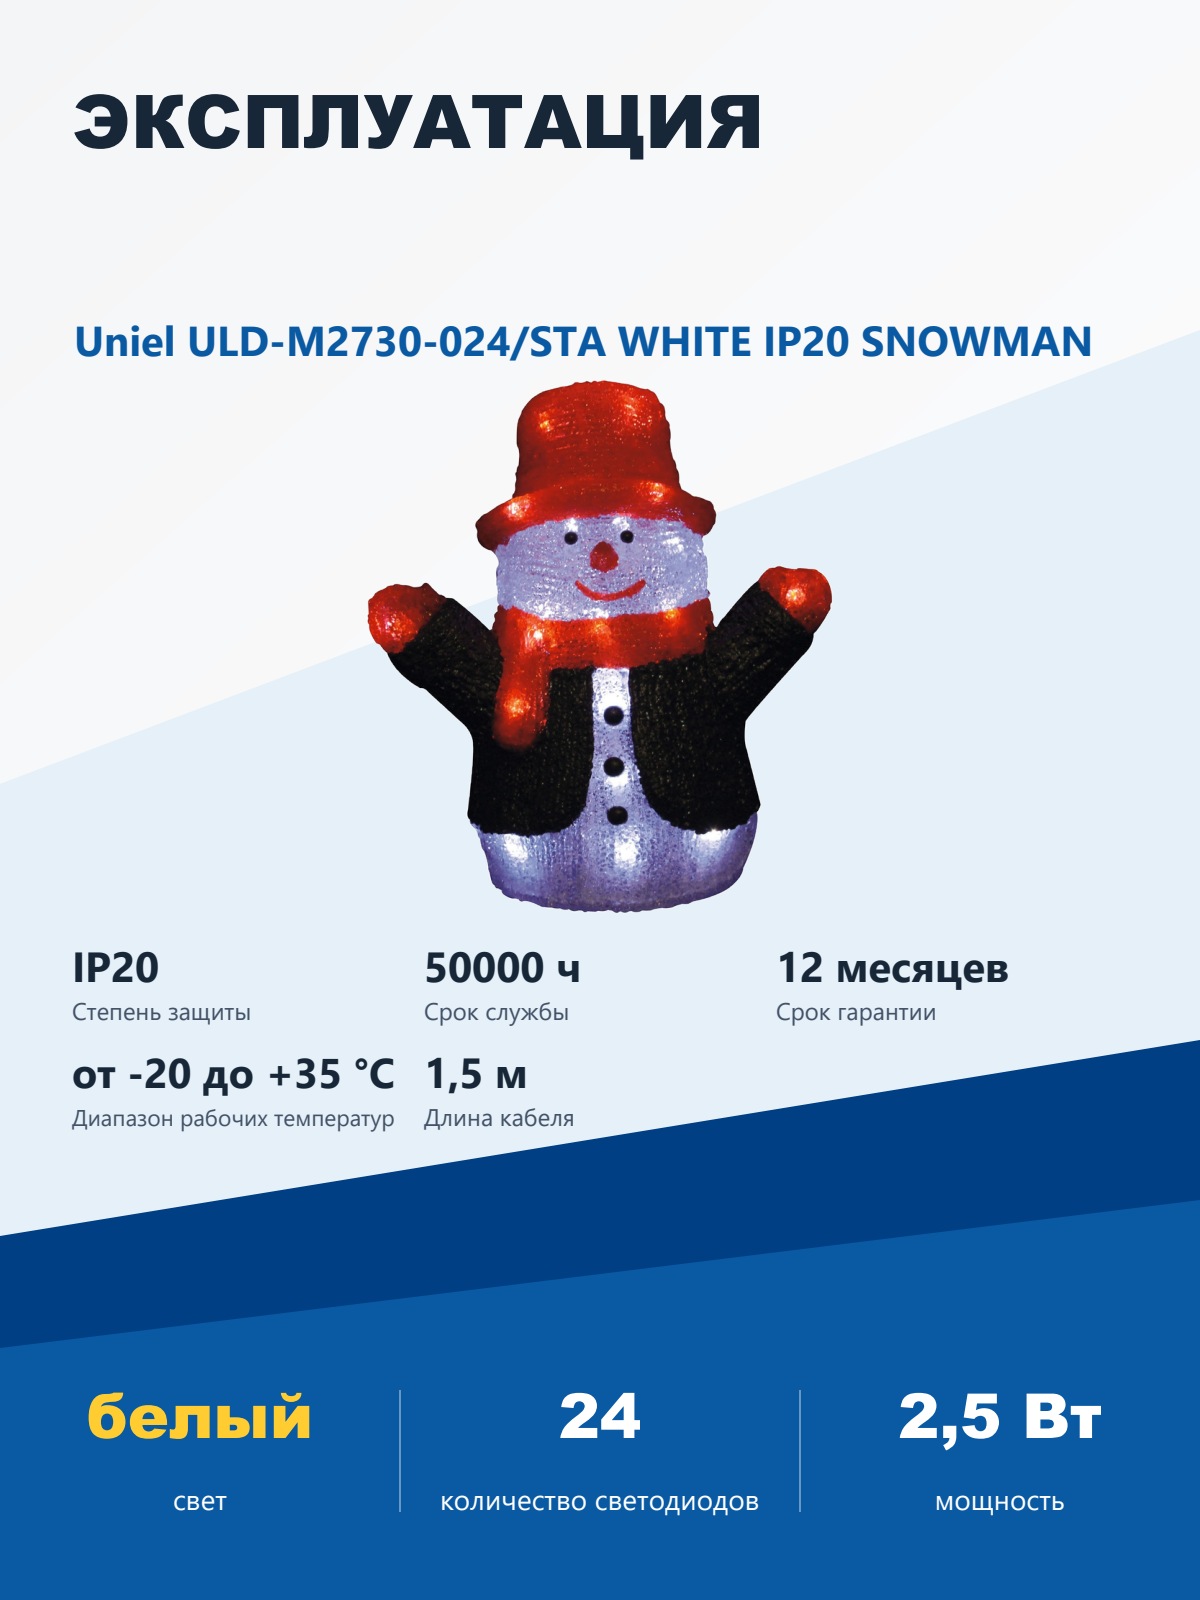 ЭКСПЛУАТАЦИЯ
Uniel ULD-M2730-024/STA WHITE IP20 SNOWMAN
IP20
Степень защиты
50000 ч
Срок службы
12 месяцев
Срок гарантии
от -20 до +35 °C
Диапазон рабочих температур
1,5 м
Длина кабеля
белый
свет
24
количество светодиодов
2,5 Вт
мощность